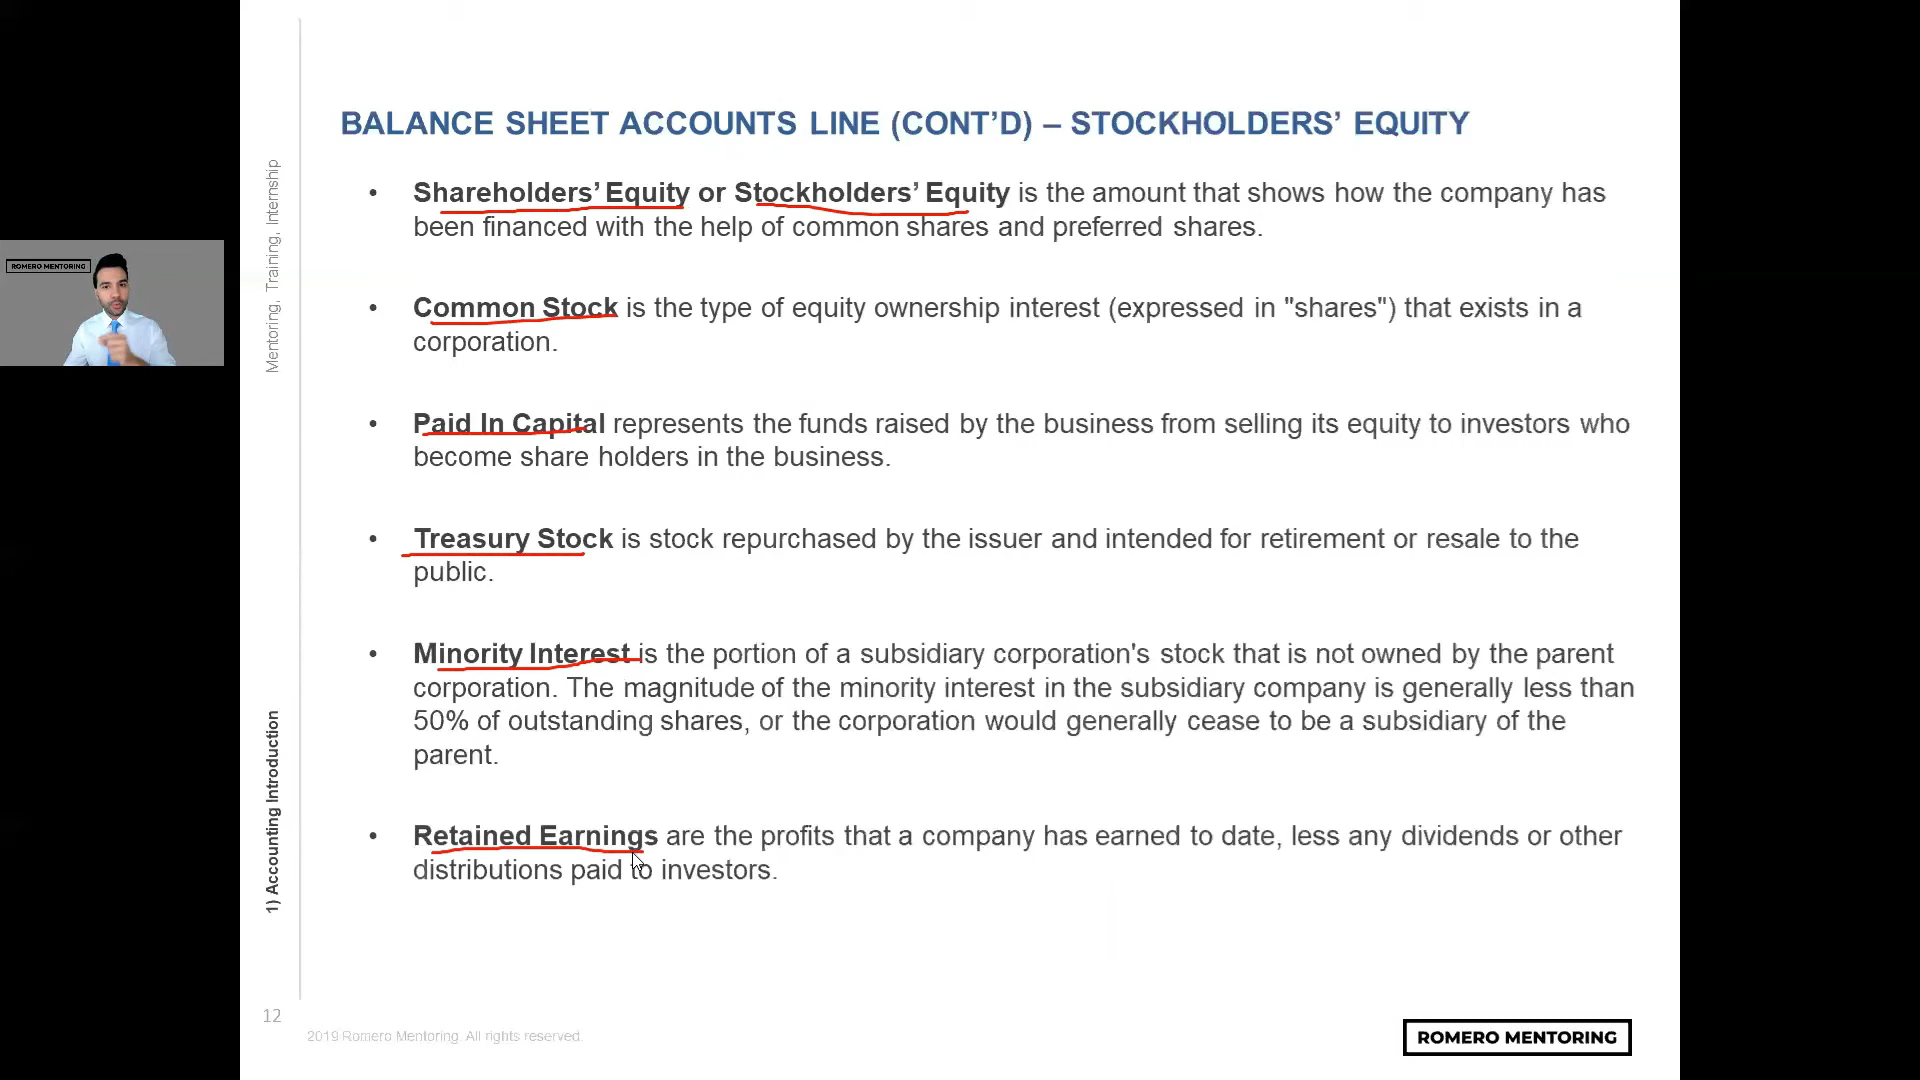 BALANCE SHEET ACCOUNTS LINE (CONT’D) – STOCKHOLDERS’ EQUITY
• Shareholders’ Equity or Stockholders’ Equity is the amount that shows how the company has
been financed with the help of common shares and preferred shares.
• Common Stock is the type of equity ownership interest (expressed in "shares") that exists in a
corporation.
• Paid In Capital represents the funds raised by the business from selling its equity to investors who
become share holders in the business.
• Treasury Stock is stock repurchased by the issuer and intended for retirement or resale to the
public.
• Minority Interest is the portion of a subsidiary corporation's stock that is not owned by the parent
corporation. The magnitude of the minority interest in the subsidiary company is generally less than
50% of outstanding shares, or the corporation would generally cease to be a subsidiary of the
parent.
• Retained Earnings are the profits that a company has earned to date, less any dividends or other
distributions paid to investors.
Mentoring, Training, Internship
1) Accounting Introduction
ROMERO MENTORING
12
2019 Romero Mentoring. All rights reserved.
ROMERO MENTORING